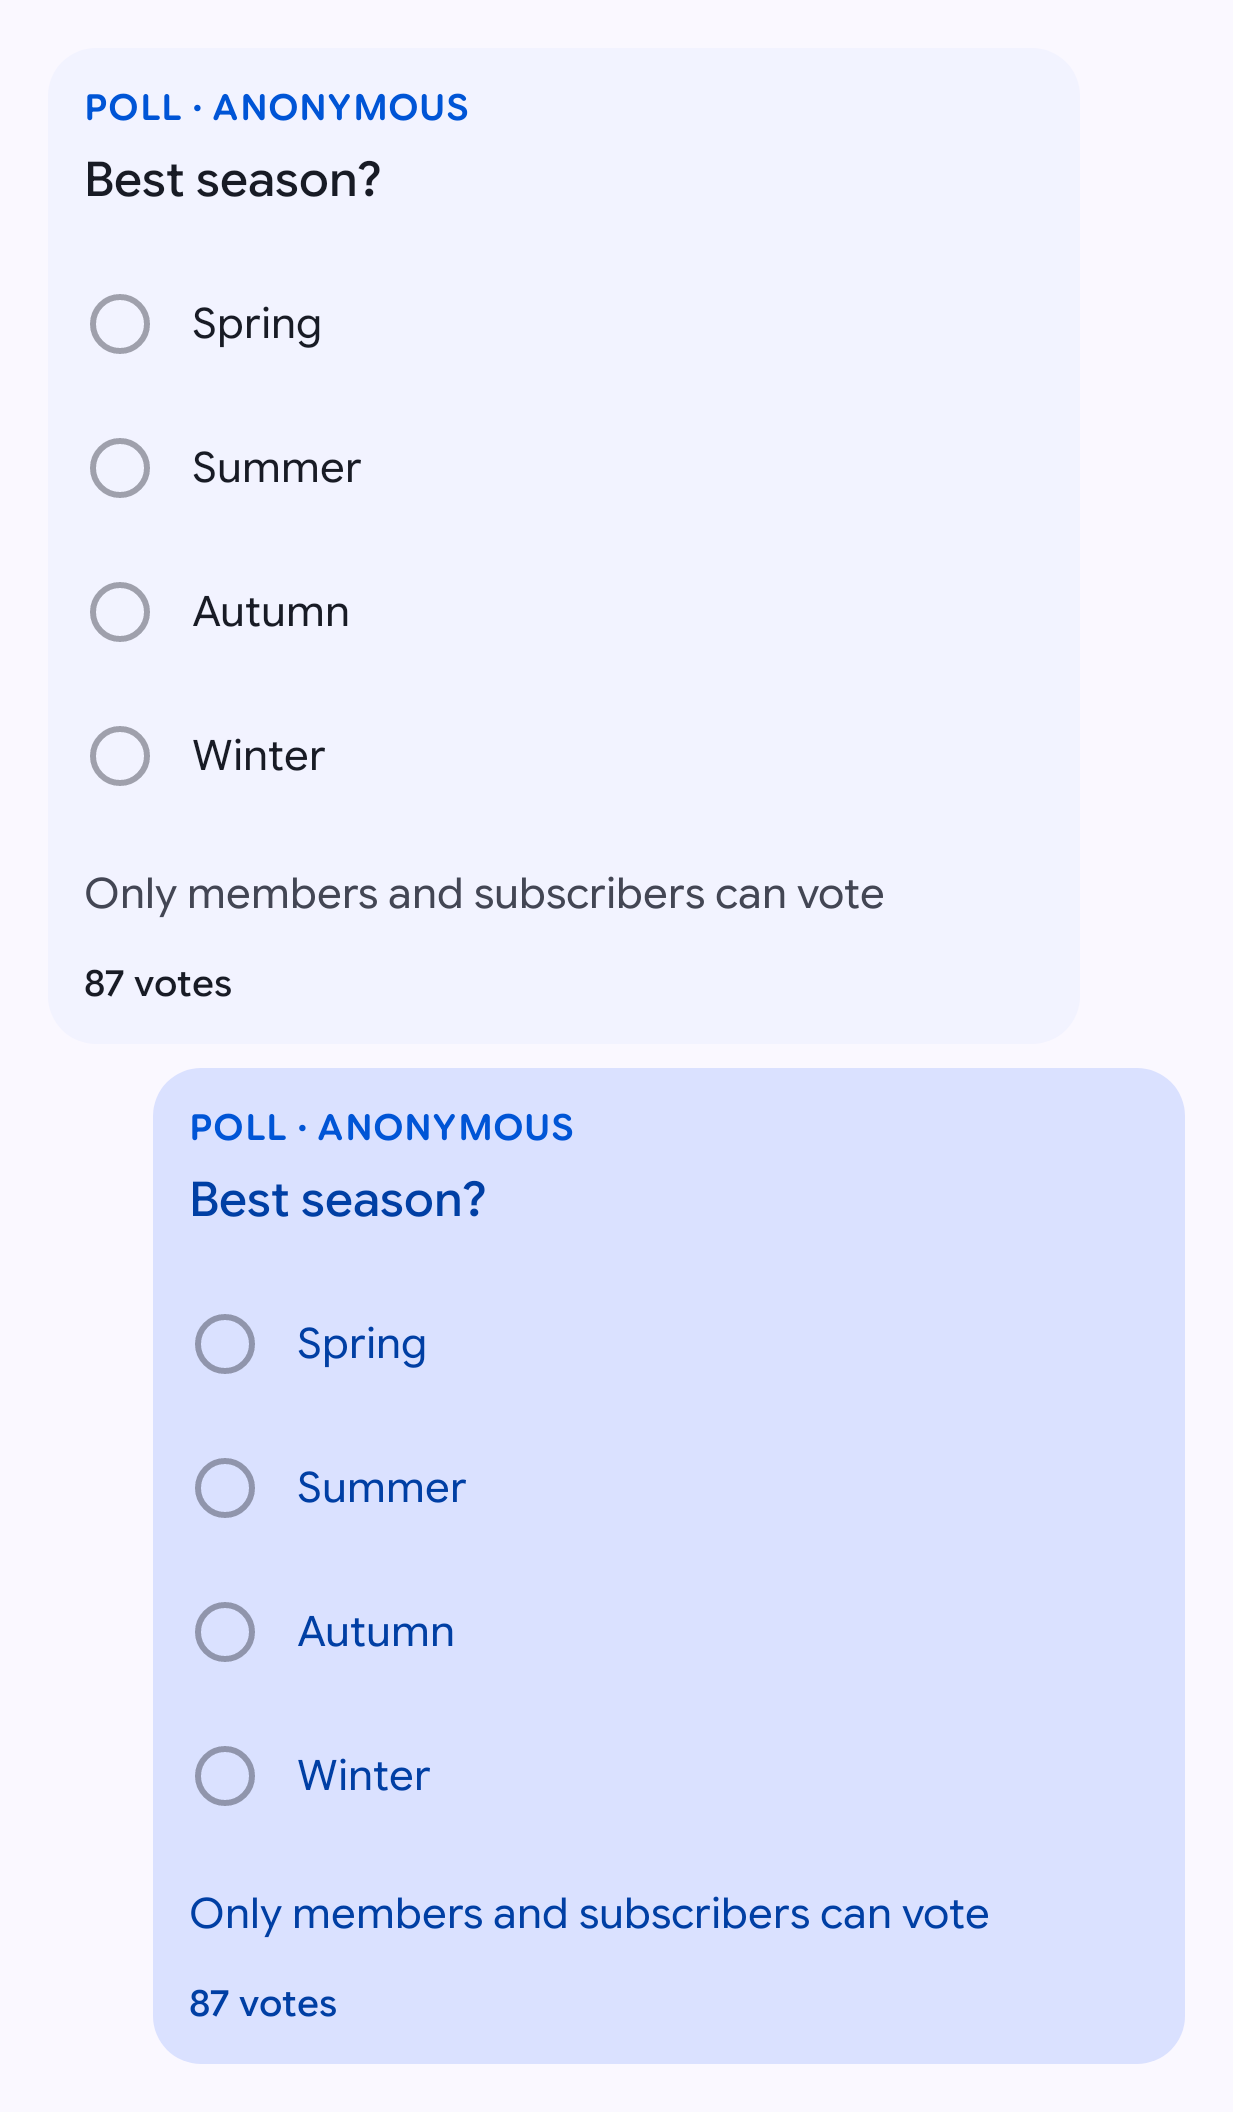 POLL · ANONYMOUS
Best season?
Spring
Summer
Autumn
Winter
Only members and subscribers can vote
87 votes
POLL · ANONYMOUS
Best season?
Spring
Summer
Autumn
Winter
Only members and subscribers can vote
87 votes